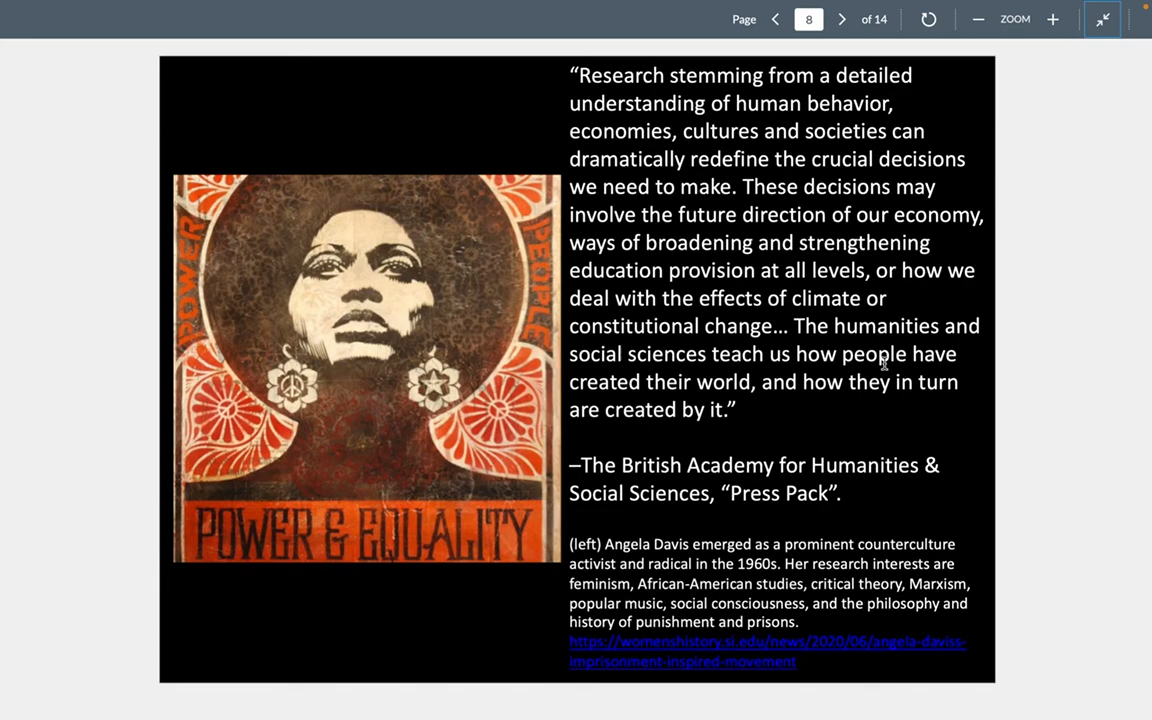 Page
8
of 14
ZOOM
POWER
PEOPLE
POWER & EQUALITY
“Research stemming from a detailed
understanding of human behavior,
economies, cultures and societies can
dramatically redefine the crucial decisions
we need to make. These decisions may
involve the future direction of our economy,
ways of broadening and strengthening
education provision at all levels, or how we
deal with the effects of climate or
constitutional change… The humanities and
social sciences teach us how people have
created their world, and how they in turn
are created by it.”
–The British Academy for Humanities &
Social Sciences, “Press Pack”.
(left) Angela Davis emerged as a prominent counterculture
activist and radical in the 1960s. Her research interests are
feminism, African-American studies, critical theory, Marxism,
popular music, social consciousness, and the philosophy and
history of punishment and prisons.
https://womenshistory.si.edu/news/2020/06/angela-daviss-
imprisonment-inspired-movement